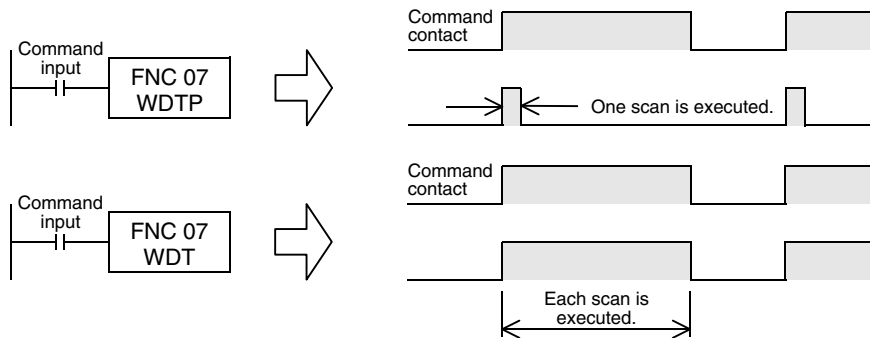 Command
input
FNC 07
WDTP
Command
contact
One scan is executed.
Command
input
FNC 07
WDT
Command
contact
Each scan is
executed.